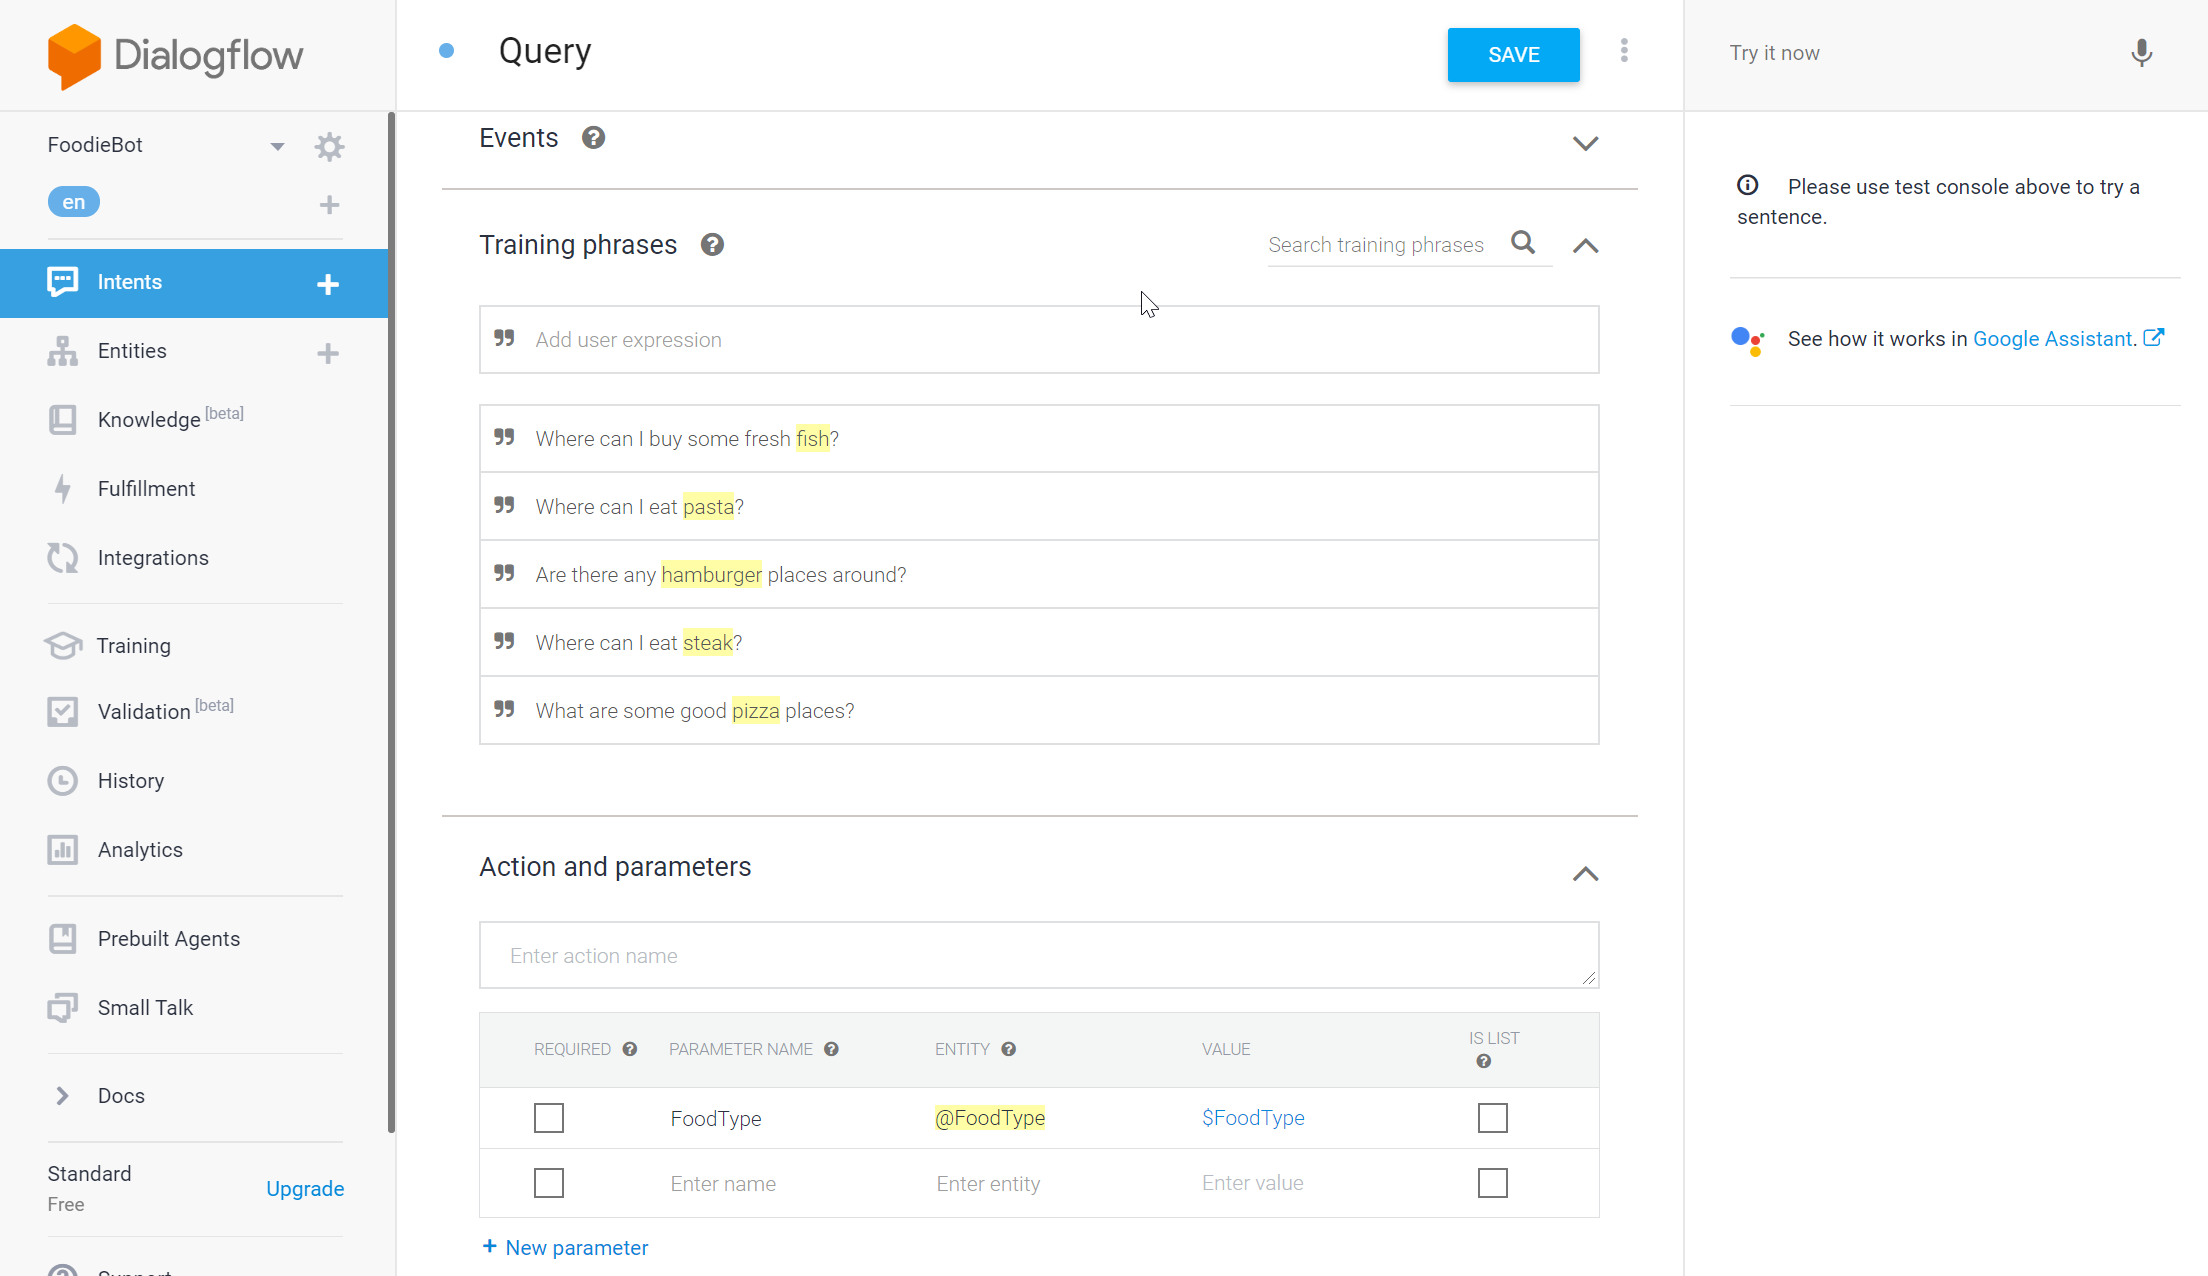 Dialogflow
FoodieBot
en
Intents
Entities
Knowledge [beta]
Fulfillment
Integrations
Training
Validation [beta]
History
Analytics
Prebuilt Agents
Small Talk
Docs
Standard
Free
Upgrade
Support
Query
SAVE
Events
Training phrases
Search training phrases
Add user expression
Where can I buy some fresh fish?
Where can I eat pasta?
Are there any hamburger places around?
Where can I eat steak?
What are some good pizza places?
Action and parameters
Enter action name
REQUIRED PARAMETER NAME ENTITY VALUE IS LIST
FoodType @FoodType $FoodType
Enter name Enter entity Enter value
+ New parameter
Try it now
Please use test console above to try a
sentence.
See how it works in Google Assistant.